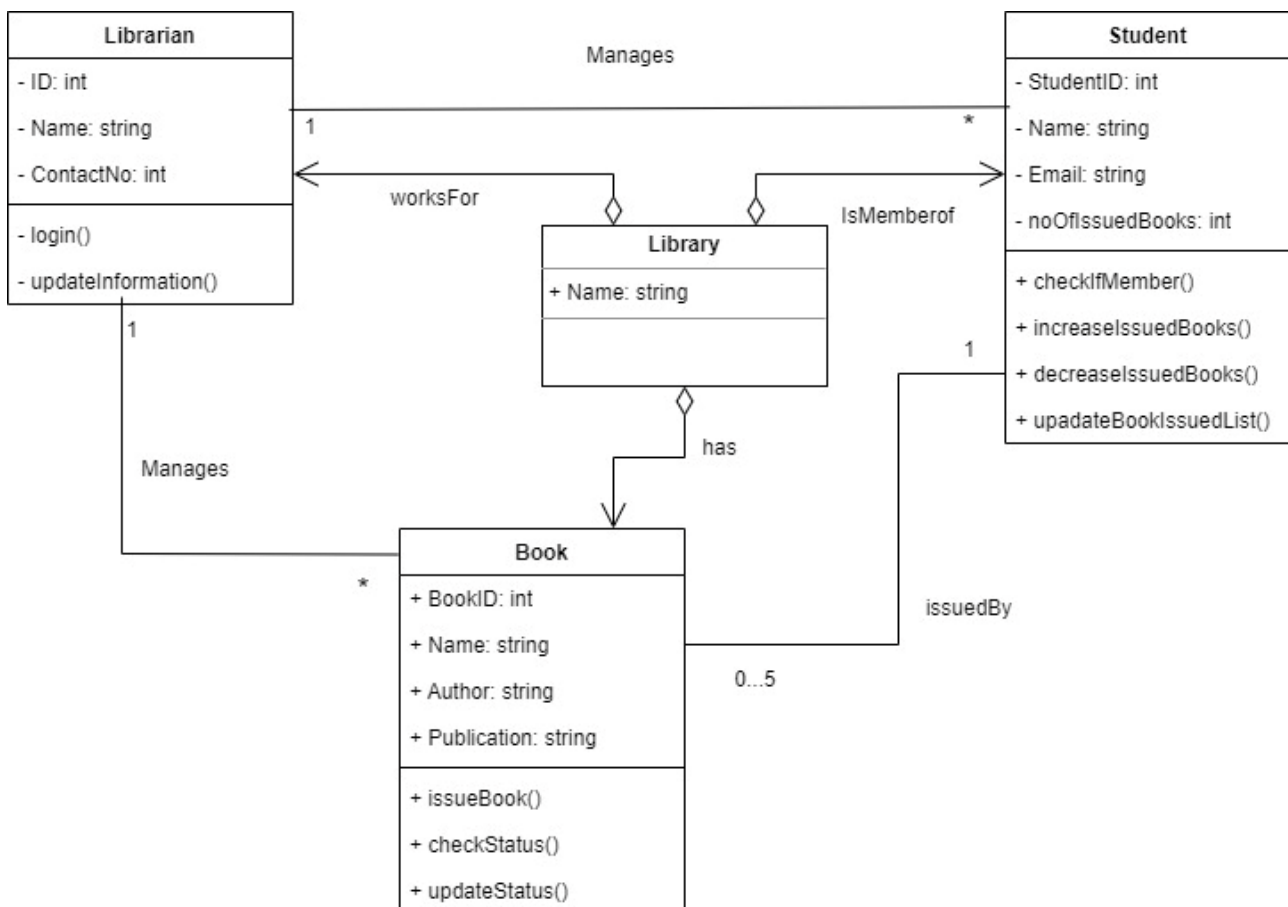 Librarian
- ID: int
- Name: string
- ContactNo: int
- login()
- updateInformation()
Manages
1
*
Student
- StudentID: int
- Name: string
- Email: string
- noOfIssuedBooks: int
+ checkIfMember()
+ increaseIssuedBooks()
+ decreaseIssuedBooks()
+ upadateBookIssuedList()
worksFor
IsMemberof
Library
+ Name: string
has
1
Manages
*
1
issuedBy
0...5
Book
+ BookID: int
+ Name: string
+ Author: string
+ Publication: string
+ issueBook()
+ checkStatus()
+ updateStatus()